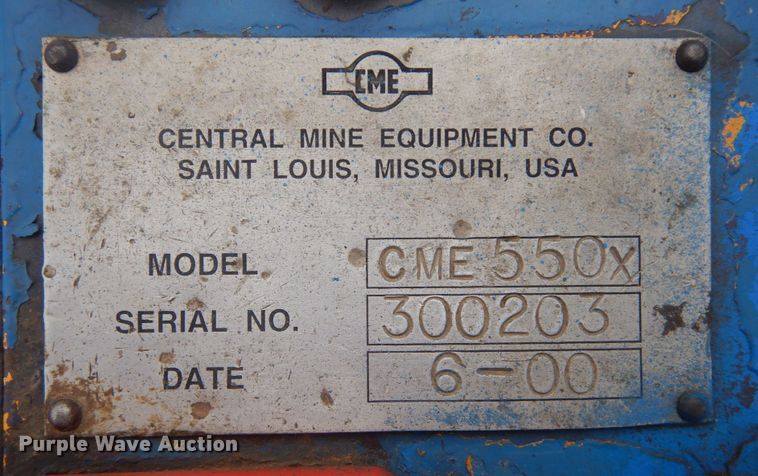 CME
CENTRAL MINE EQUIPMENT CO.
SAINT LOUIS, MISSOURI, USA
MODEL CME 550X
SERIAL NO. 300203
DATE 6-00
Purple Wave Auction